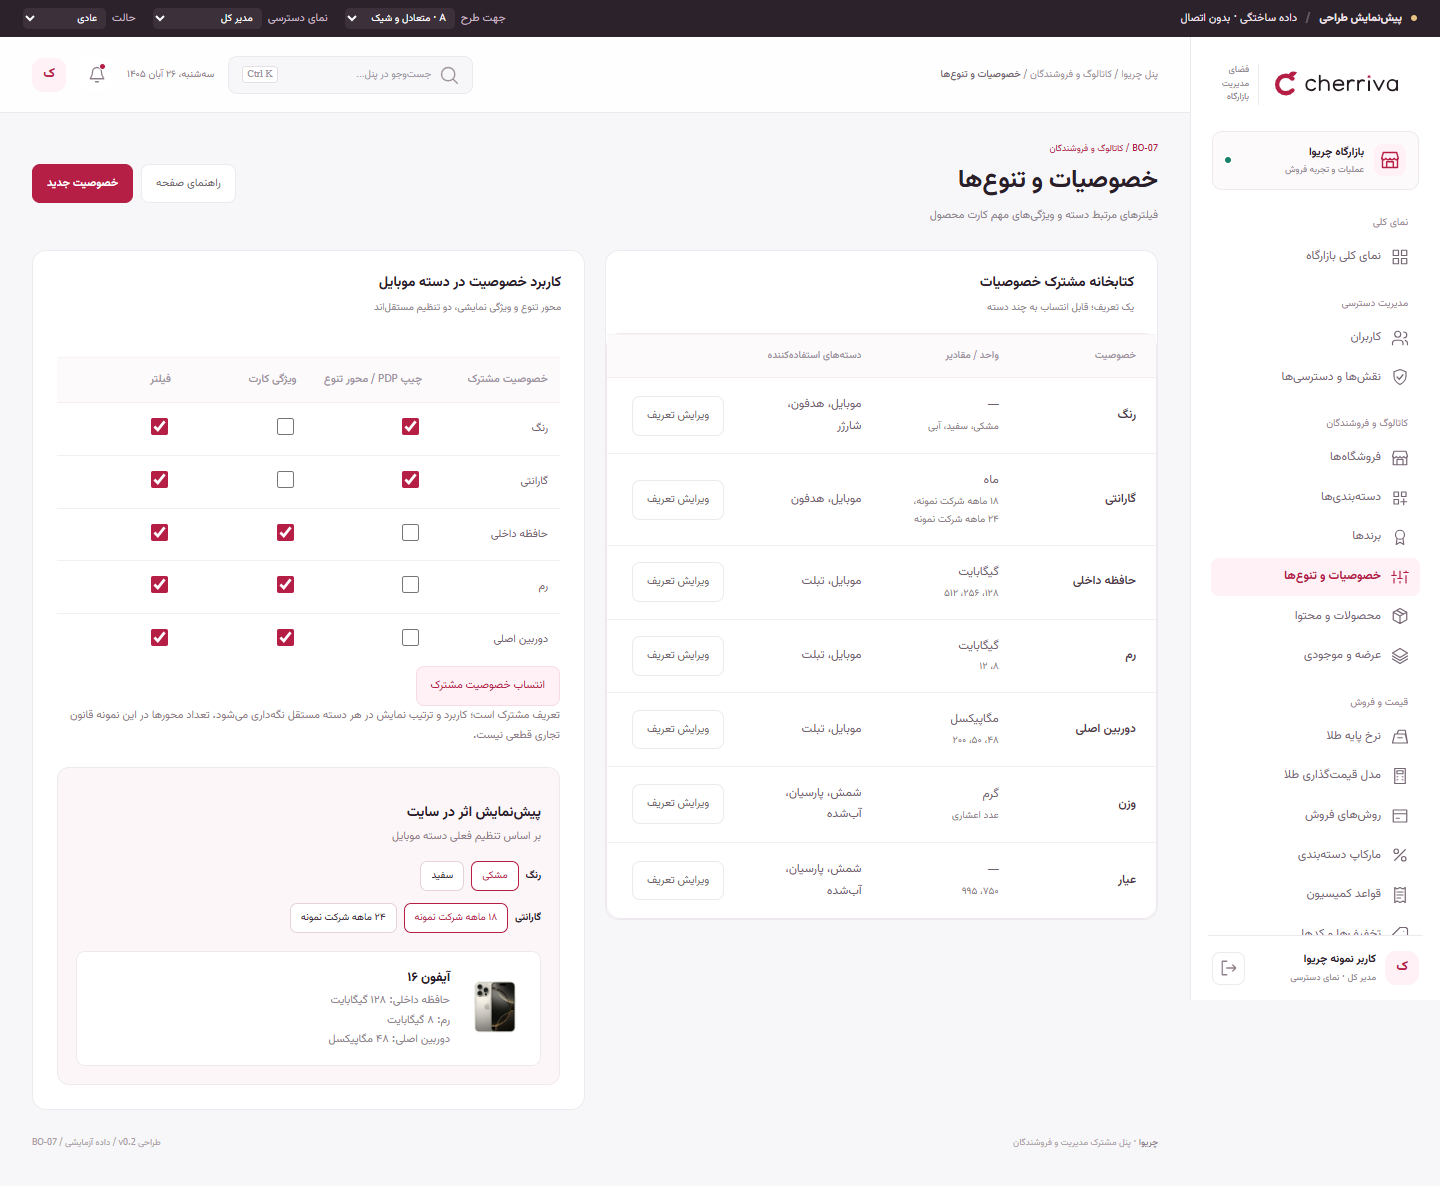 پیش‌نمایش طراحی / داده ساختگی • بدون اتصال
جهت طرح A • متعادل و شیک نمای دسترسی مدیر کل حالت عادی
cherriva
فضای
مدیریت
بازارگاه
بازارگاه چریوا
عملیات و تجربه فروش
نمای کلی
نمای کلی بازارگاه
مدیریت دسترسی
کاربران
نقش‌ها و دسترسی‌ها
کاتالوگ و فروشندگان
فروشگاه‌ها
دسته‌بندی‌ها
برندها
خصوصیات و تنوع‌ها
محصولات و محتوا
عرضه و موجودی
قیمت و فروش
نرخ پایه طلا
مدل قیمت‌گذاری طلا
روش‌های فروش
مارکاپ دسته‌بندی
قواعد کمیسیون
تخفیف‌ها و کدها
ک
کاربر نمونه چریوا
مدیر کل • نمای دسترسی
پنل چریوا / کاتالوگ و فروشندگان / خصوصیات و تنوع‌ها
جست‌وجو در پنل... Ctrl K
سه‌شنبه، ۲۶ آبان ۱۴۰۵
ک
BO-07 / کاتالوگ و فروشندگان
خصوصیات و تنوع‌ها
فیلترهای مرتبط دسته و ویژگی‌های مهم کارت محصول
راهنمای صفحه
خصوصیت جدید
کتابخانه مشترک خصوصیات
یک تعریف؛ قابل انتساب به چند دسته
خصوصیت واحد / مقادیر دسته‌های استفاده‌کننده
رنگ — موبایل، هدفون، ویرایش تعریف
مشکی، سفید، آبی شارژر
گارانتی ماه موبایل، هدفون ویرایش تعریف
۱۸ ماهه شرکت نمونه،
۲۴ ماهه شرکت نمونه
حافظه داخلی گیگابایت موبایل، تبلت ویرایش تعریف
۱۲۸، ۲۵۶، ۵۱۲
رم گیگابایت موبایل، تبلت ویرایش تعریف
۸، ۱۲
دوربین اصلی مگاپیکسل موبایل، تبلت ویرایش تعریف
۴۸، ۵۰، ۲۰۰
وزن گرم شمش، پارسیان، ویرایش تعریف
عدد اعشاری آب‌شده
عیار — شمش، پارسیان، ویرایش تعریف
۷۵۰، ۹۹۵ آب‌شده
کاربرد خصوصیت در دسته موبایل
محور تنوع و ویژگی نمایشی، دو تنظیم مستقل‌اند
خصوصیت مشترک چیپ PDP / محور تنوع ویژگی کارت فیلتر
رنگ
گارانتی
حافظه داخلی
رم
دوربین اصلی
انتساب خصوصیت مشترک
تعریف مشترک است؛ کاربرد و ترتیب نمایش در هر دسته مستقل نگه‌داری می‌شود. تعداد محورها در این نمونه قانون
تجاری قطعی نیست.
پیش‌نمایش اثر در سایت
بر اساس تنظیم فعلی دسته موبایل
رنگ مشکی سفید
گارانتی ۱۸ ماهه شرکت نمونه ۲۴ ماهه شرکت نمونه
آیفون ۱۶
حافظه داخلی: ۱۲۸ گیگابایت
رم: ۸ گیگابایت
دوربین اصلی: ۴۸ مگاپیکسل
چریوا • پنل مشترک مدیریت و فروشندگان
طراحی v0.2 / داده آزمایشی / BO-07